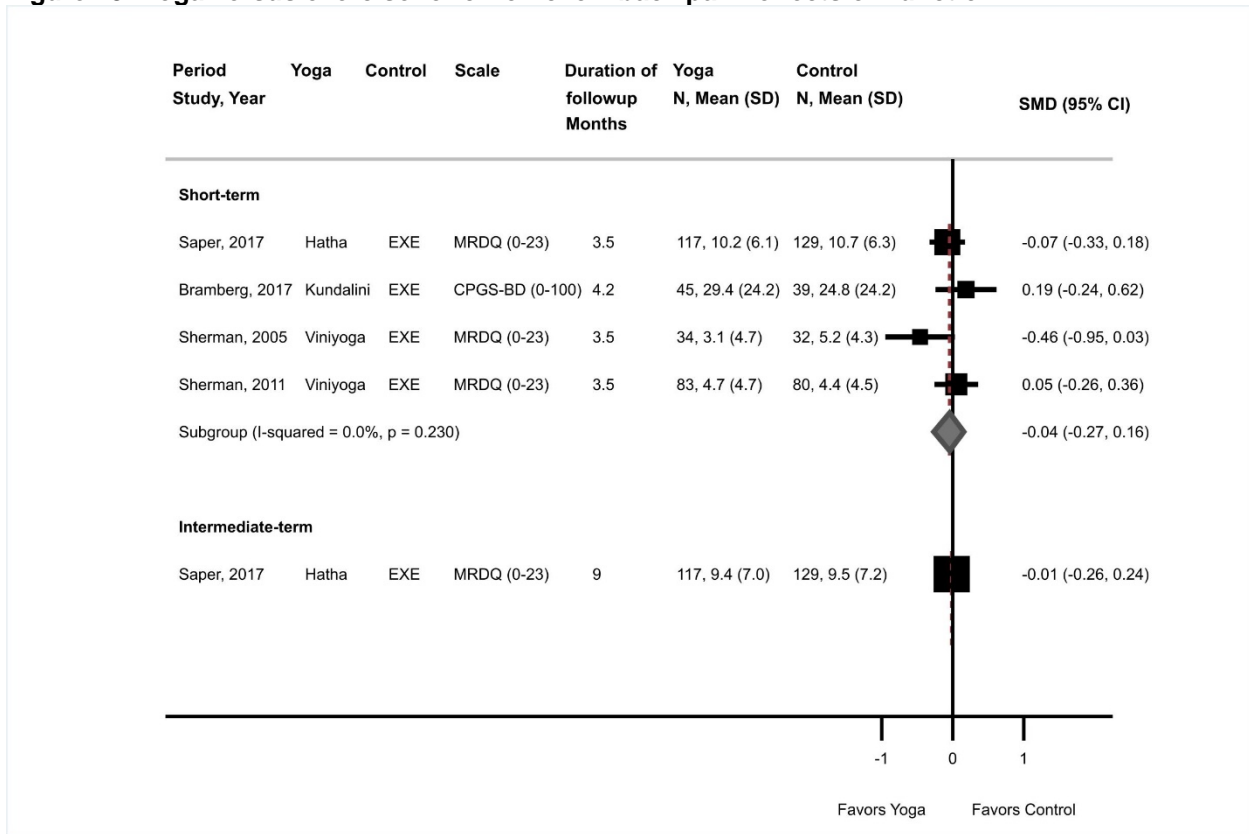 Period Yoga Control Scale Duration of Yoga Control
Study, Year followup N, Mean (SD) N, Mean (SD) SMD (95% CI)
Months
Short-term
Saper, 2017 Hatha EXE MRDQ (0-23) 3.5 117, 10.2 (6.1) 129, 10.7 (6.3) -0.07 (-0.33, 0.18)
Bramberg, 2017 Kundalini EXE CPGS-BD (0-100) 4.2 45, 29.4 (24.2) 39, 24.8 (24.2) 0.19 (-0.24, 0.62)
Sherman, 2005 Viniyoga EXE MRDQ (0-23) 3.5 34, 3.1 (4.7) 32, 5.2 (4.3) -0.46 (-0.95, 0.03)
Sherman, 2011 Viniyoga EXE MRDQ (0-23) 3.5 83, 4.7 (4.7) 80, 4.4 (4.5) 0.05 (-0.26, 0.36)
Subgroup (I-squared = 0.0%, p = 0.230) -0.04 (-0.27, 0.16)
Intermediate-term
Saper, 2017 Hatha EXE MRDQ (0-23) 9 117, 9.4 (7.0) 129, 9.5 (7.2) -0.01 (-0.26, 0.24)
-1 0 1
Favors Yoga Favors Control